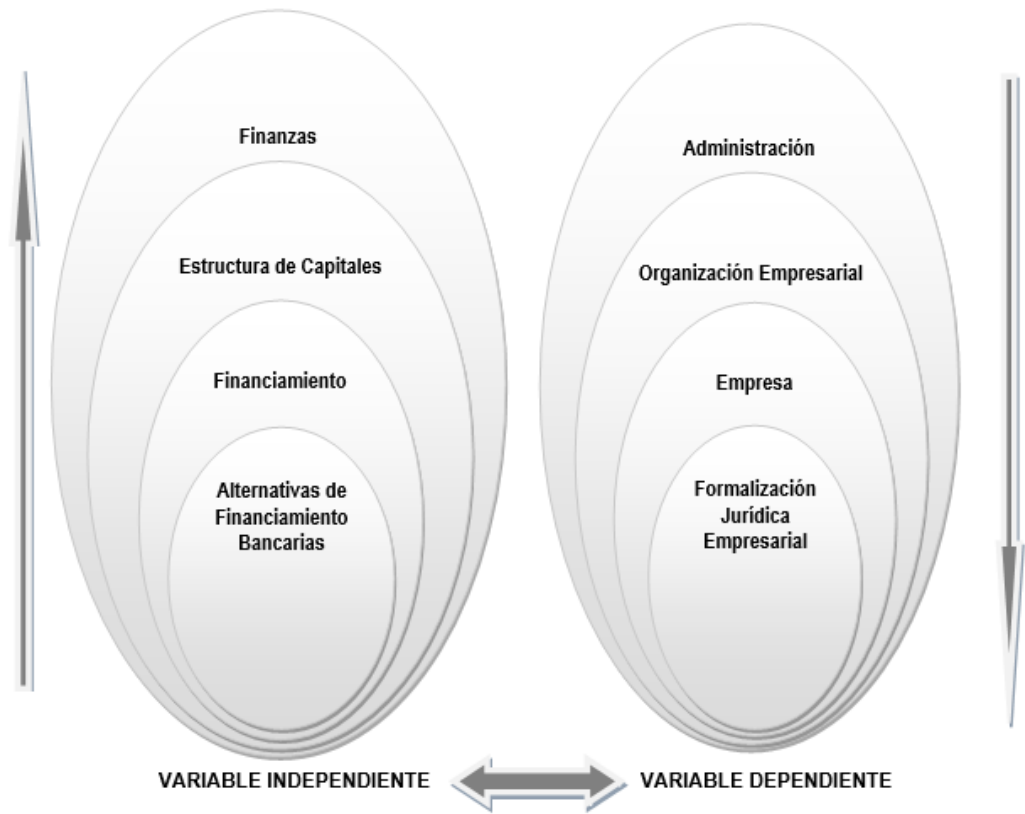 Finanzas
Estructura de Capitales
Financiamiento
Alternativas de
Financiamiento
Bancarias
VARIABLE INDEPENDIENTE
Administración
Organización Empresarial
Empresa
Formalización
Jurídica
Empresarial
VARIABLE DEPENDIENTE